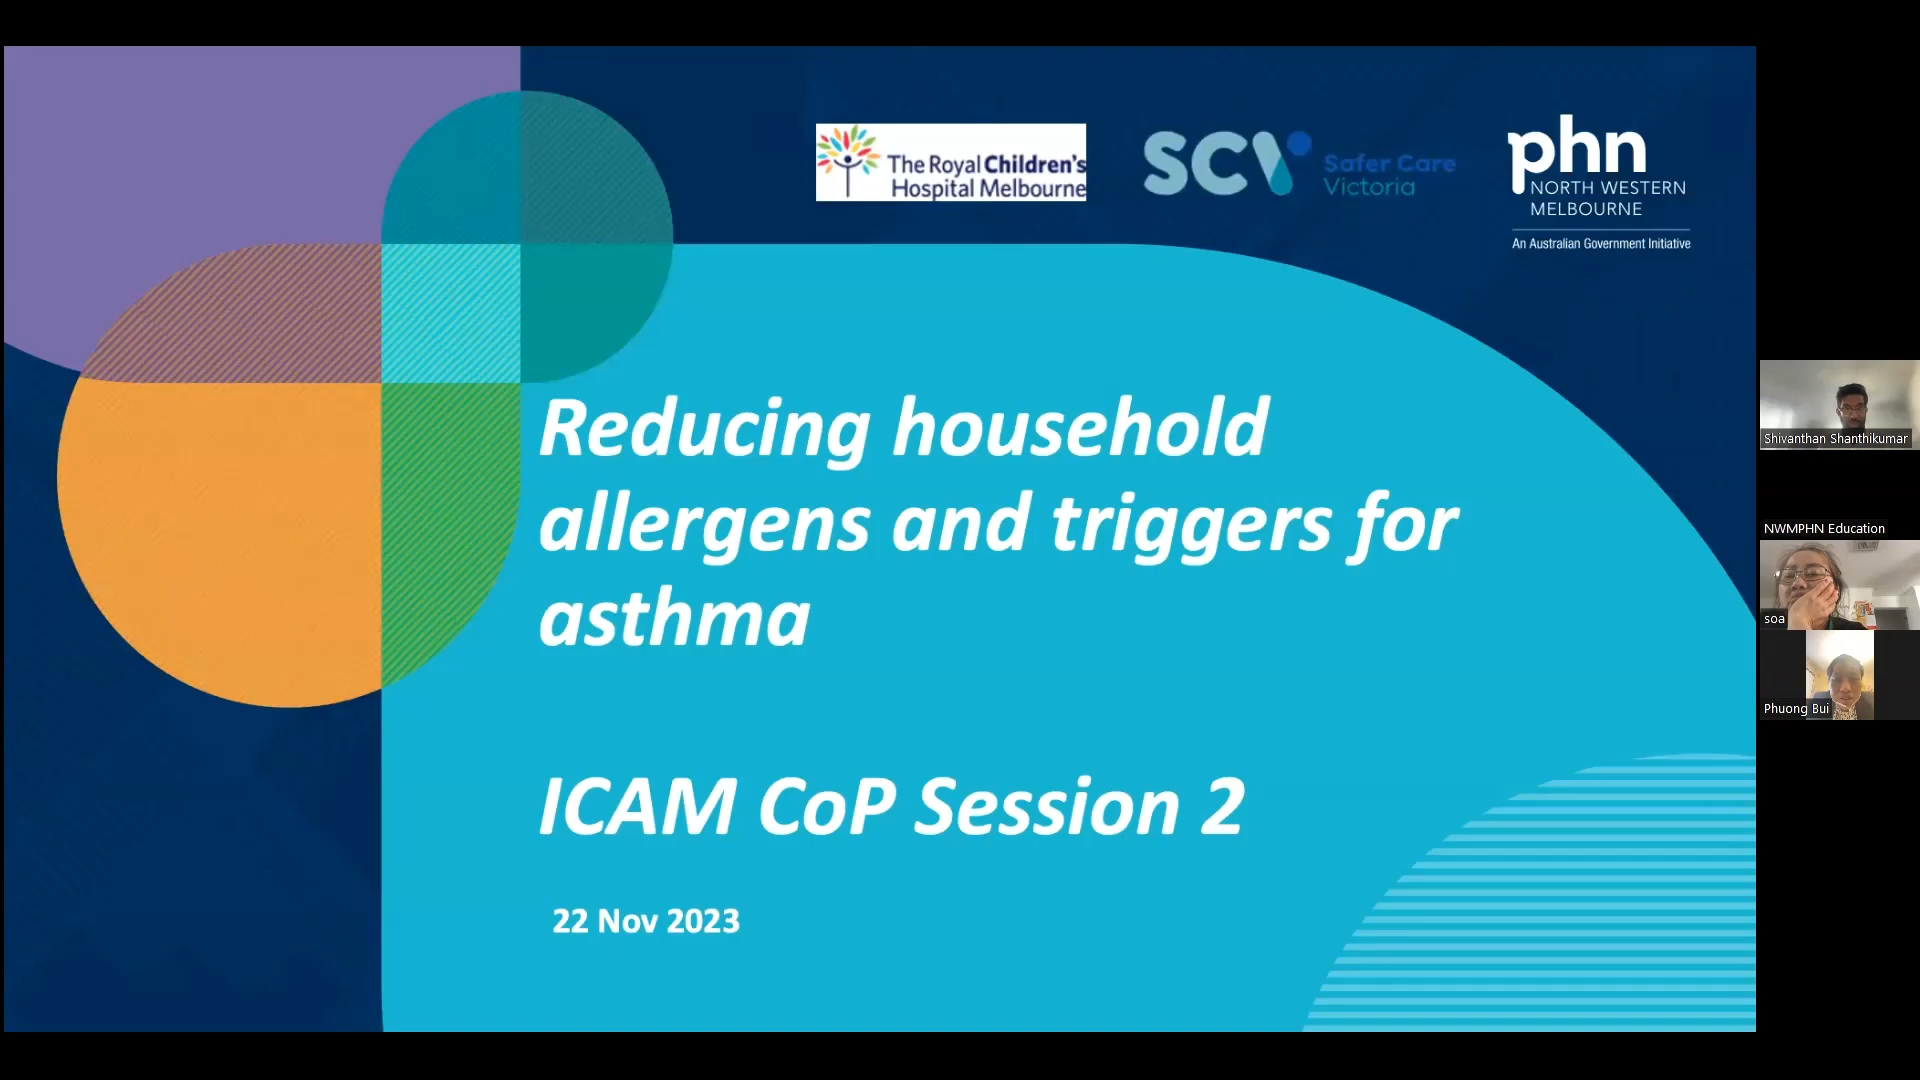 The Royal Children's
Hospital Melbourne
SCV
Safer Care
Victoria
phn
NORTH WESTERN
MELBOURNE
An Australian Government Initiative
Reducing household
allergens and triggers for
asthma
ICAM CoP Session 2
22 Nov 2023
Shivanthan Shanthikumar
NWMPHN Education
soa
Phuong Bui